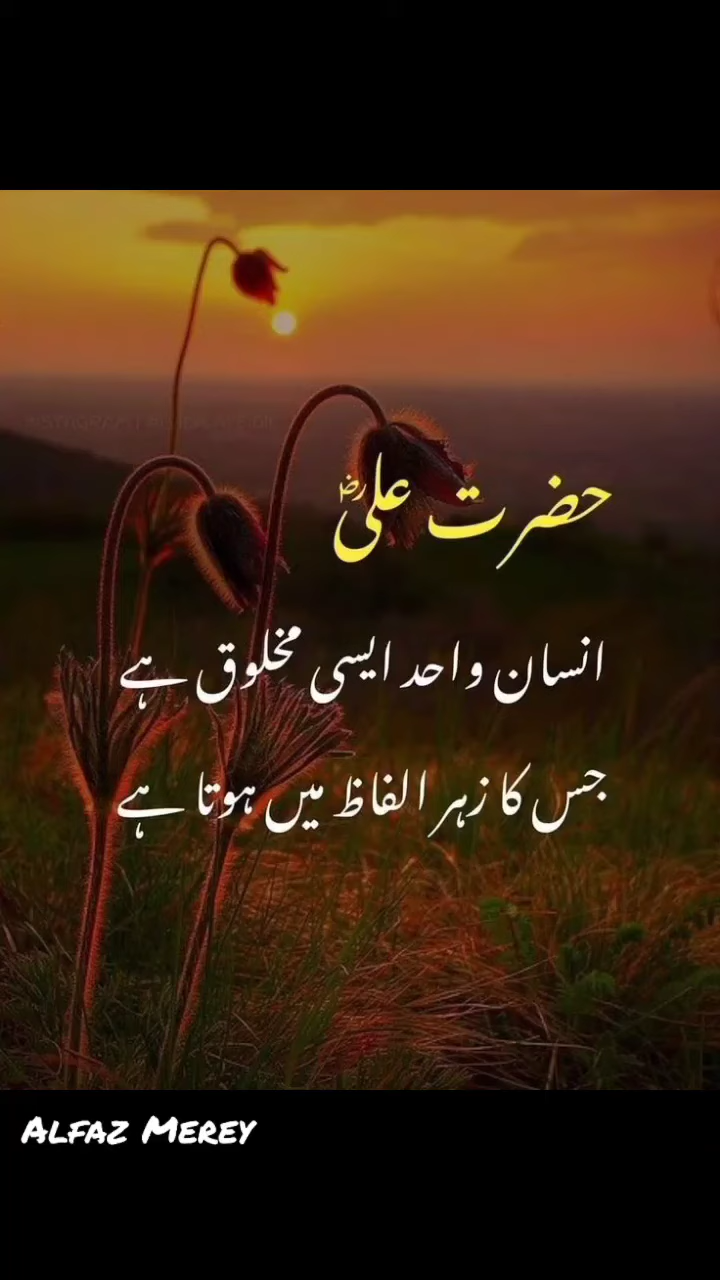 حضرت علیؓ
انسان واحد ایسی مخلوق ہے
جس کا زہر الفاظ میں ہوتا ہے
ALFAZ MEREY